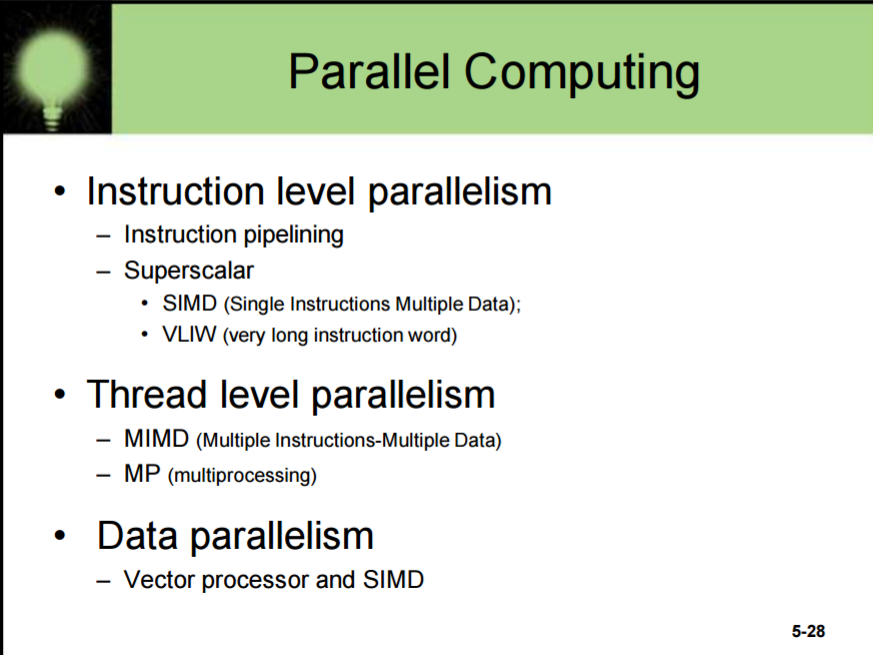 Parallel Computing
• Instruction level parallelism
– Instruction pipelining
– Superscalar
• SIMD (Single Instructions Multiple Data);
• VLIW (very long instruction word)
• Thread level parallelism
– MIMD (Multiple Instructions-Multiple Data)
– MP (multiprocessing)
• Data parallelism
– Vector processor and SIMD
5-28